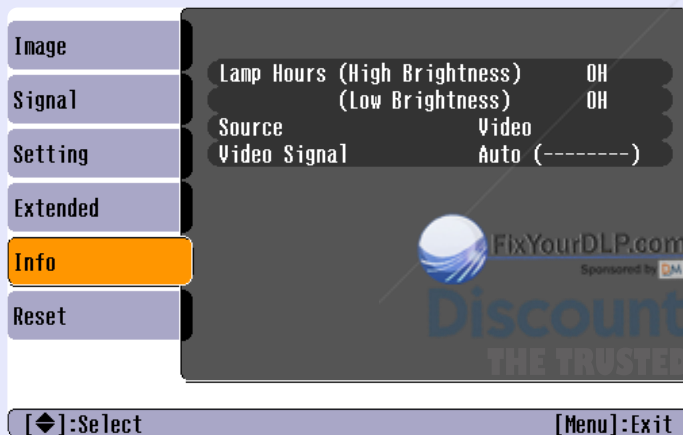 Image
Signal
Setting
Extended
Info
Reset
Lamp Hours (High Brightness) 0H
(Low Brightness) 0H
Source Video
Video Signal Auto (--------)
FixYourDLP.com
Sponsored by DM
Discount
THE TRUSTED
[◆]:Select [Menu]:Exit